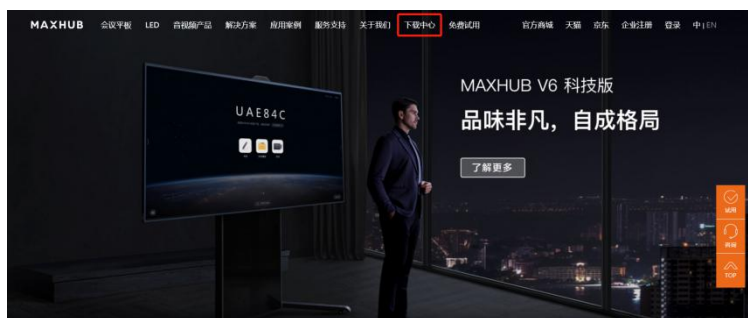 MAXHUB 会议平板 LED 音视频产品 解决方案 应用案例 服务支持 关于我们 下载中心 免费试用 官方商城 天猫 京东 企业注册 登录 中|EN
MAXHUB V6 科技版
品味非凡，自成格局
了解更多
UAE84C
试用
TOP